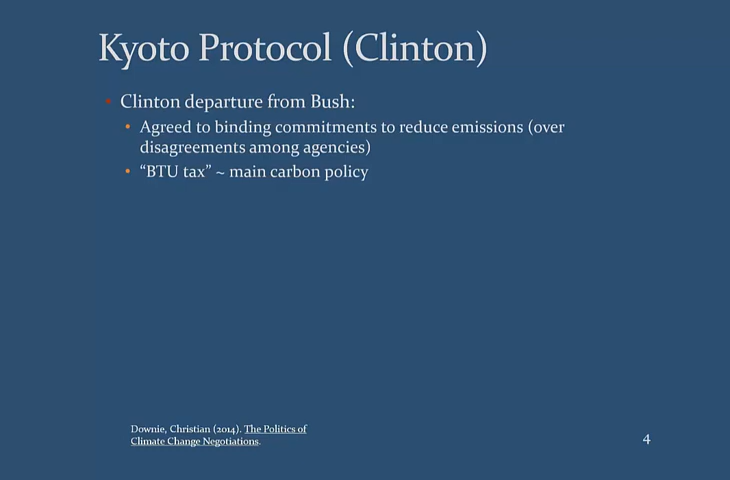 Kyoto Protocol (Clinton)
• Clinton departure from Bush:
• Agreed to binding commitments to reduce emissions (over
disagreements among agencies)
• “BTU tax” ~ main carbon policy
Downie, Christian (2014). The Politics of
Climate Change Negotiations.
4